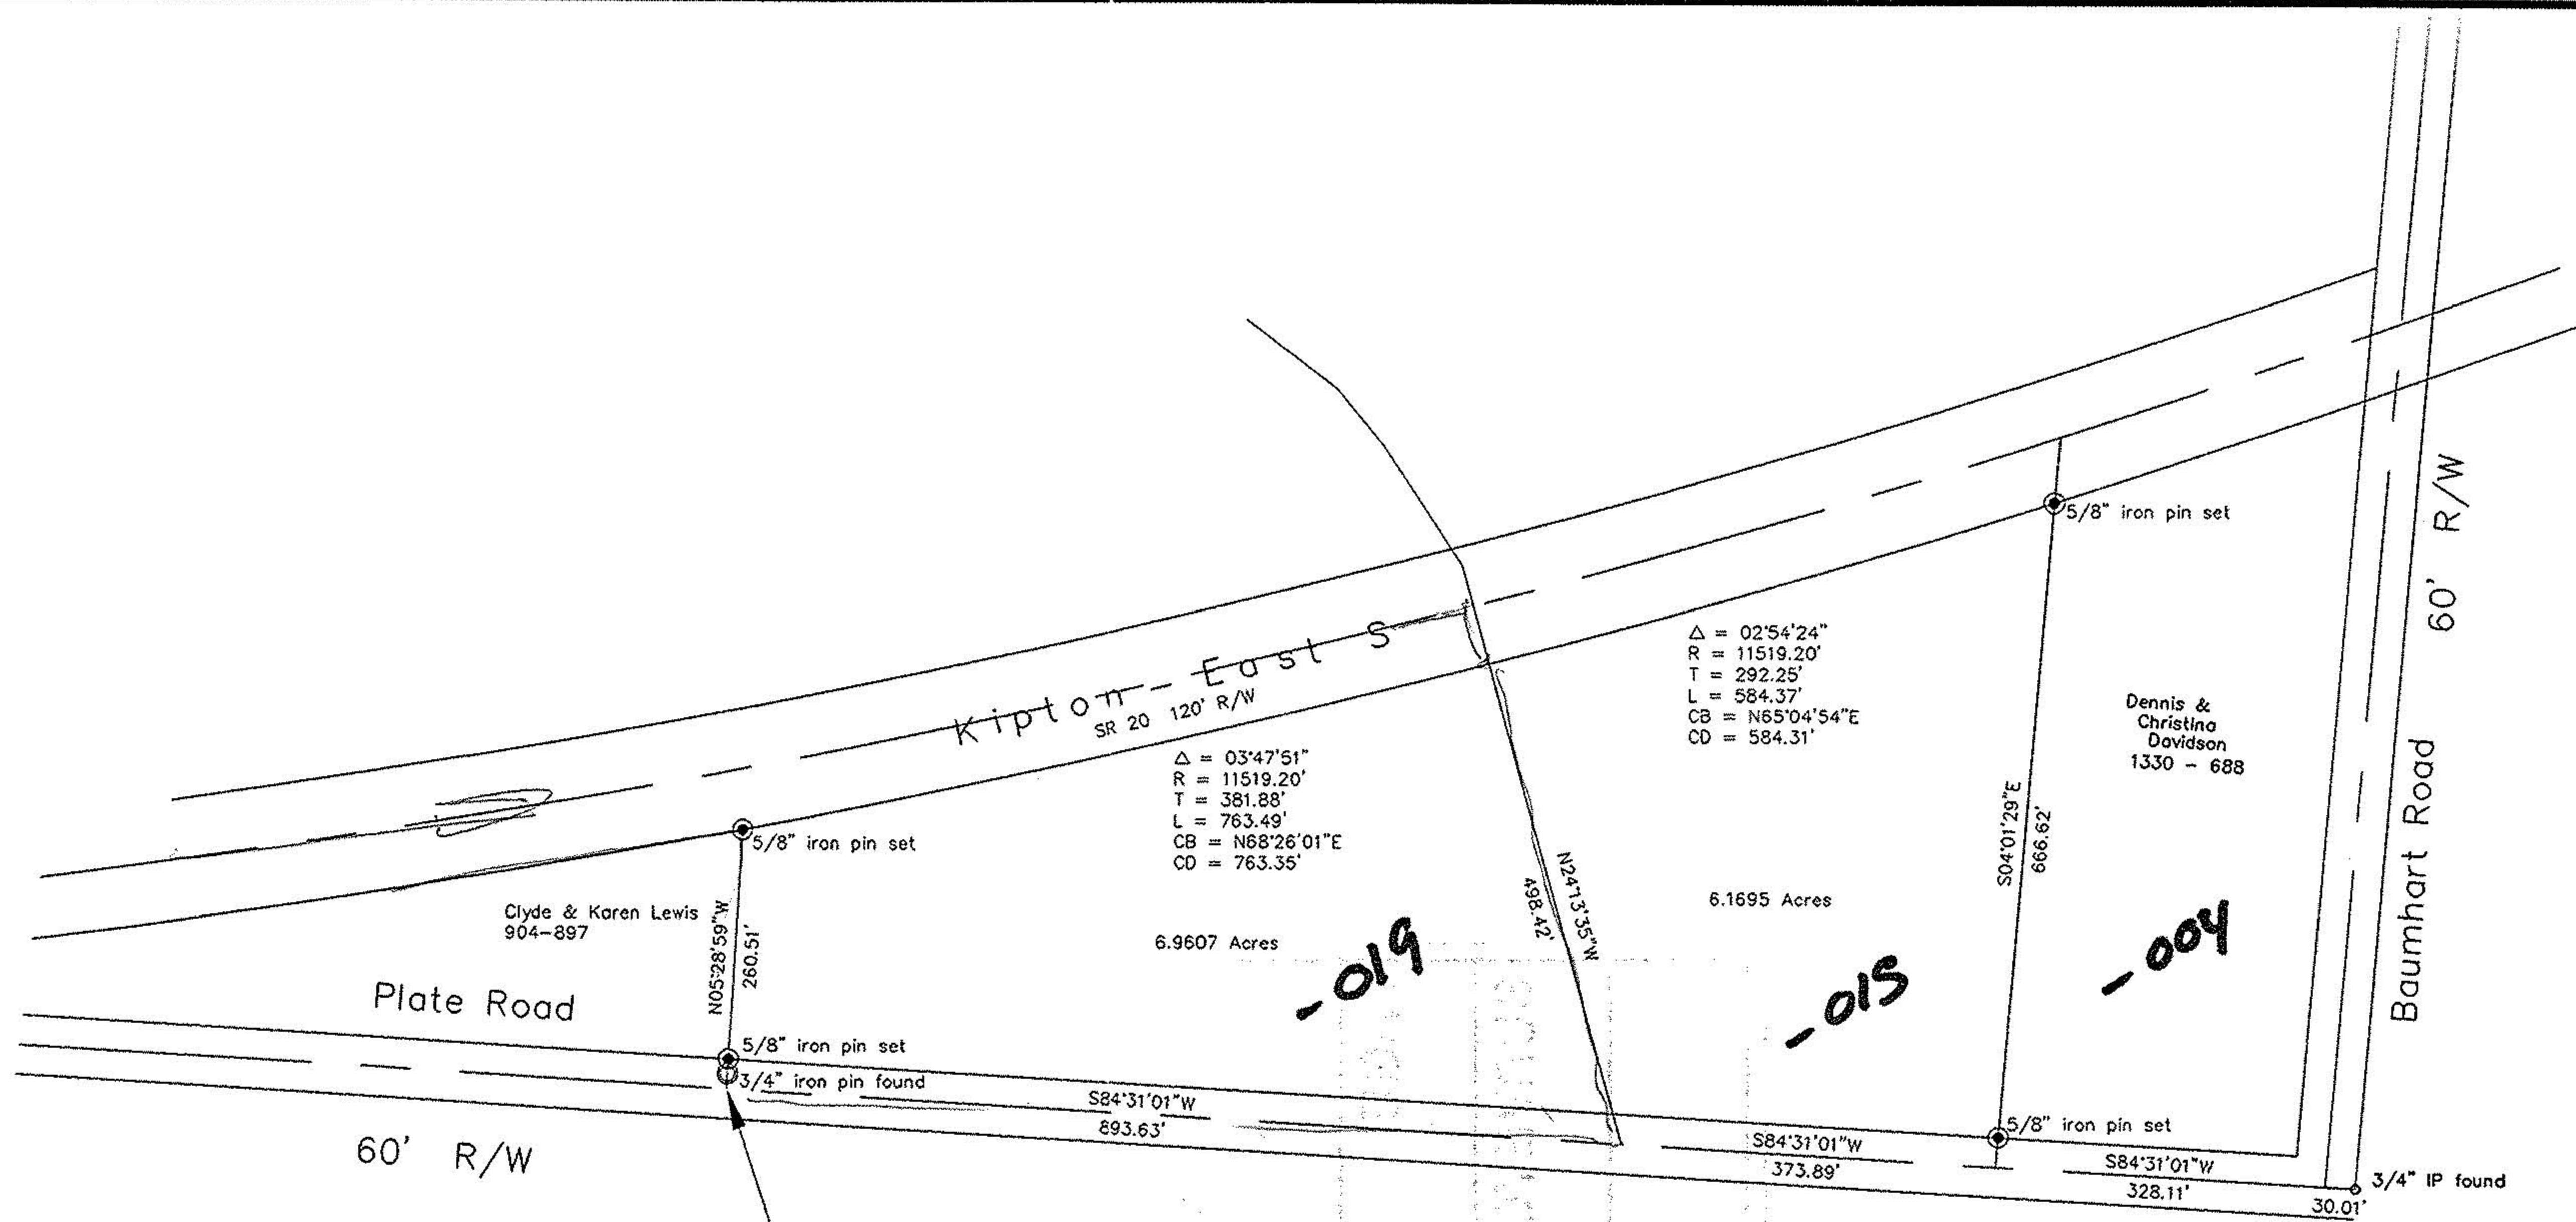 60' R/W
5/8" iron pin set
Kipton - East S
SR 20 120' R/W
Δ = 02°54'24"
R = 11519.20'
T = 292.25'
L = 584.37'
CB = N65°04'54"E
CD = 584.31'
Dennis &
Christina
Davidson
1330 - 688
Baumhart Road
Δ = 03°47'51"
R = 11519.20'
T = 381.88'
L = 763.49'
CB = N68°26'01"E
CD = 763.35'
5/8" iron pin set
S04°01'29"E
666.62'
N24°13'35"W
498.42'
6.1695 Acres
Clyde & Karen Lewis
904-897
N05°28'59"W
260.51'
6.9607 Acres
-019
-015
-004
Plate Road
5/8" iron pin set
3/4" iron pin found
S84°31'01"W
893.63'
5/8" iron pin set
S84°31'01"W
373.89'
S84°31'01"W
328.11'
3/4" IP found
30.01'
60' R/W